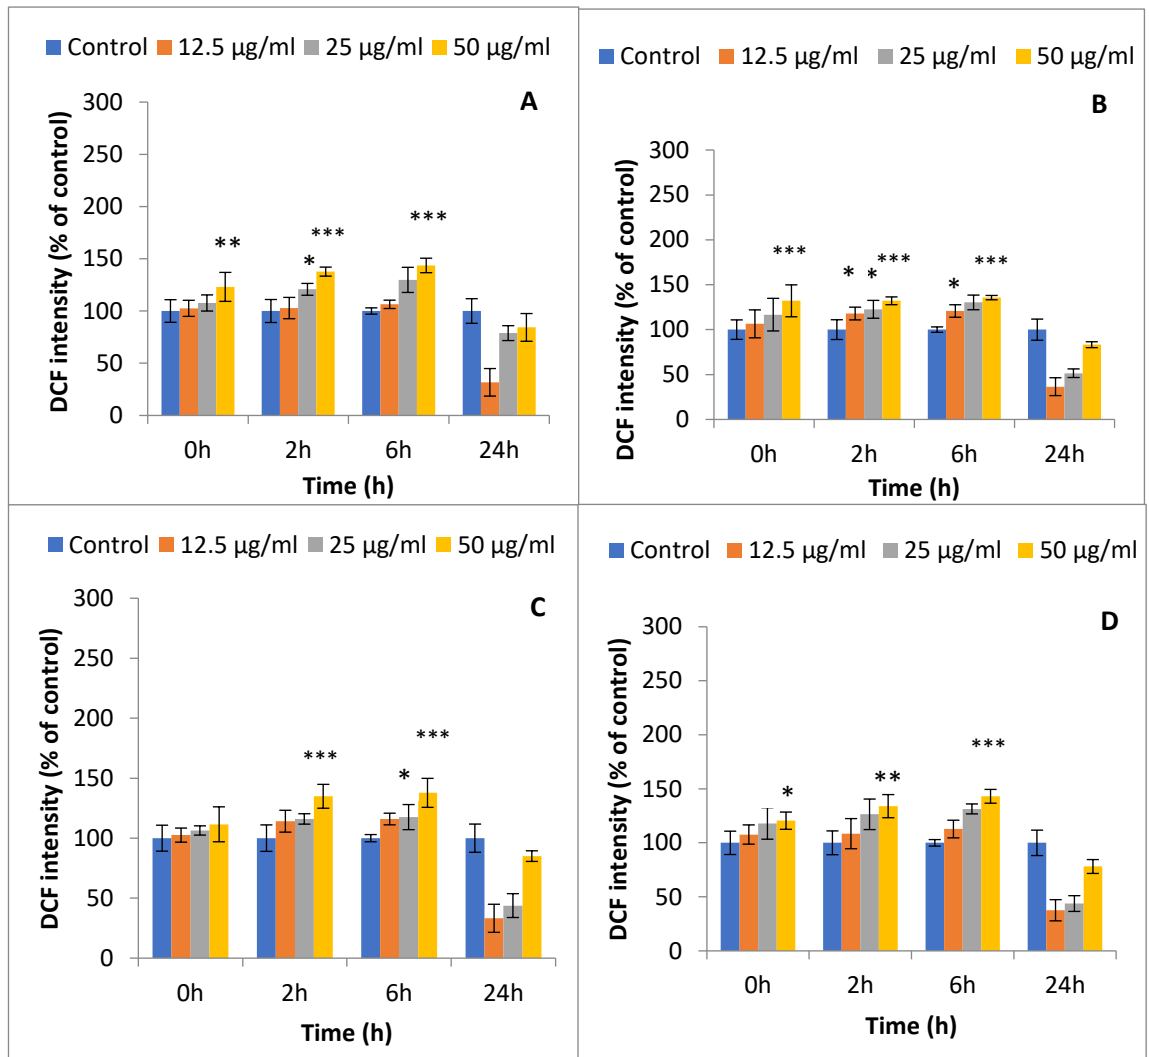 Control 12.5 µg/ml 25 µg/ml 50 µg/ml
A
DCF intensity (% of control)
300
250
200
150
100
50
0
** * *** ***
0h 2h 6h 24h
Time (h)
Control 12.5 µg/ml 25 µg/ml 50 µg/ml
B
DCF intensity (% of control)
300
250
200
150
100
50
0
*** * * *** * ***
0h 2h 6h 24h
Time (h)
Control 12.5 µg/ml 25 µg/ml 50 µg/ml
C
DCF intensity (% of control)
300
250
200
150
100
50
0
*** * ***
0h 2h 6h 24h
Time (h)
Control 12.5 µg/ml 25 µg/ml 50 µg/ml
D
DCF intensity (% of control)
300
250
200
150
100
50
0
* ** ***
0h 2h 6h 24h
Time (h)